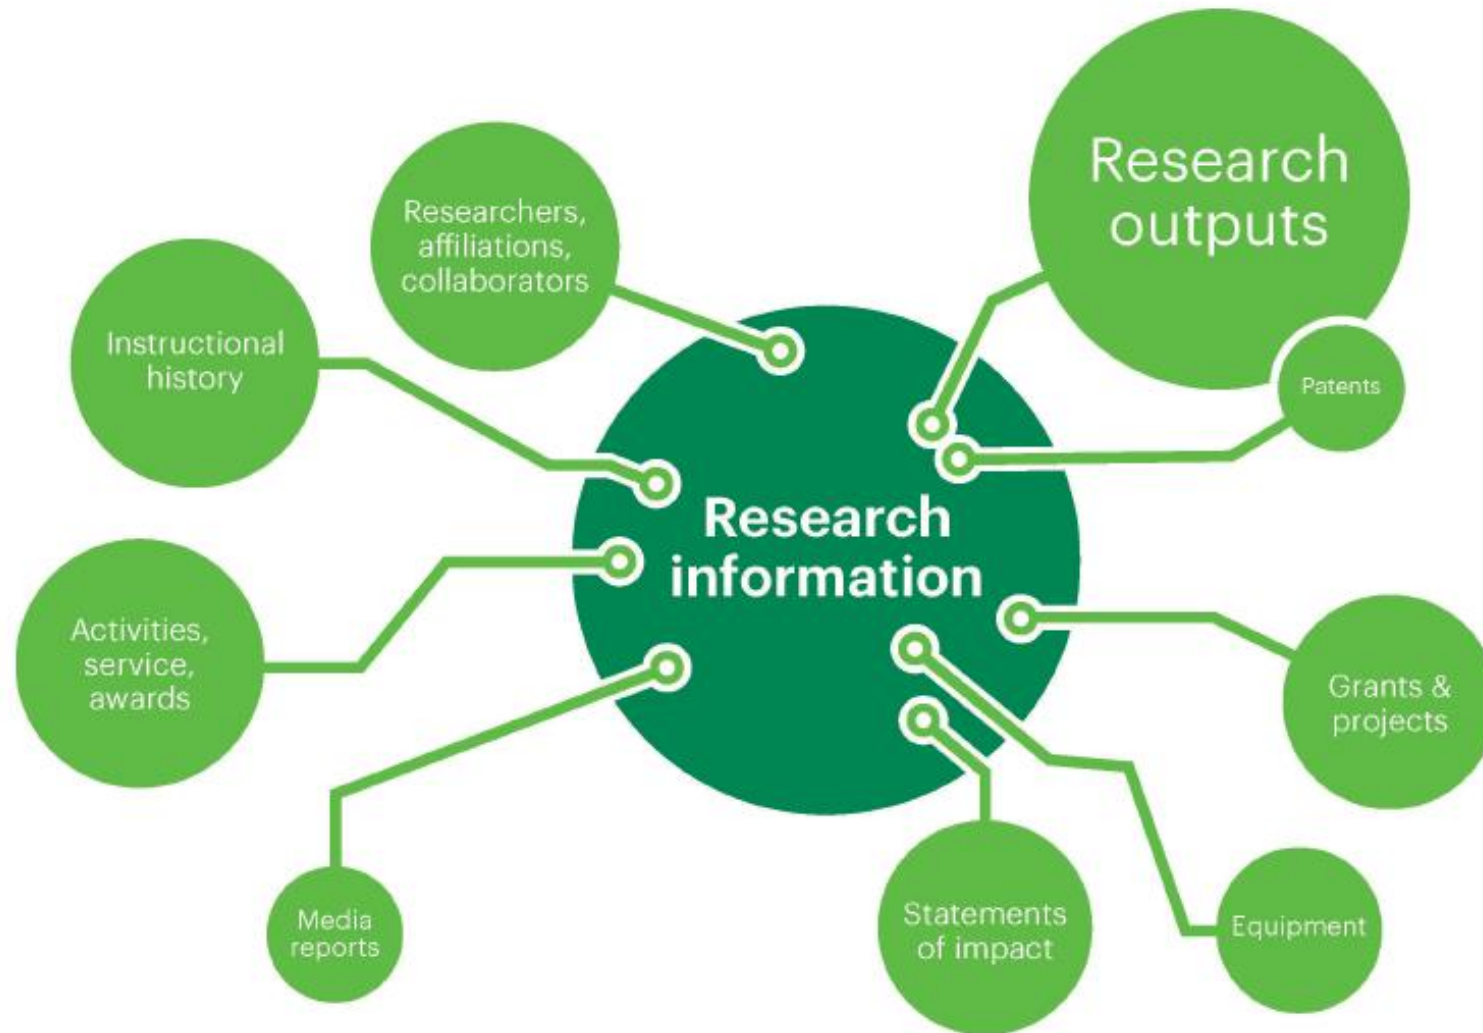 Research
outputs
Researchers,
affiliations,
collaborators
Instructional
history
Patents
Research
information
Activities,
service,
awards
Grants &
projects
Media
reports
Statements
of impact
Equipment